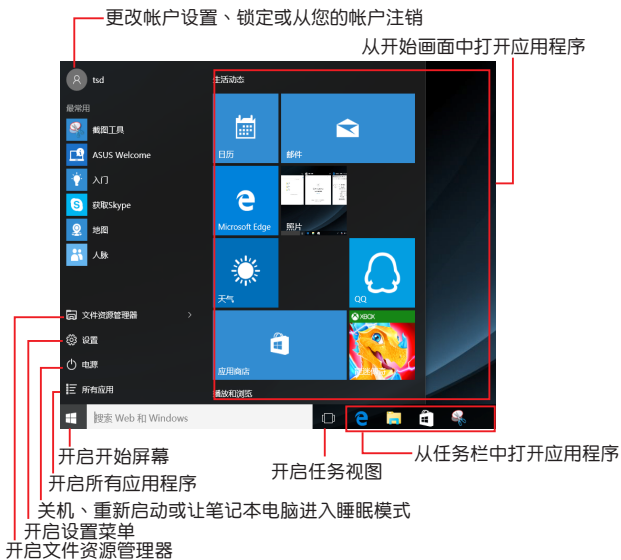 更改帐户设置、锁定或从您的帐户注销
从开始画面中打开应用程序
tsd
生活动态
最常用
截图工具
ASUS Welcome
入门
获取Skype
地图
人脉
日历
邮件
Microsoft Edge
照片
天气
QQ
XBOX
应用商店
播放和浏览
文件资源管理器
设置
电源
所有应用
搜索 Web 和 Windows
从任务栏中打开应用程序
开启开始屏幕
开启任务视图
开启所有应用程序
关机、重新启动或让笔记本电脑进入睡眠模式
开启设置菜单
开启文件资源管理器